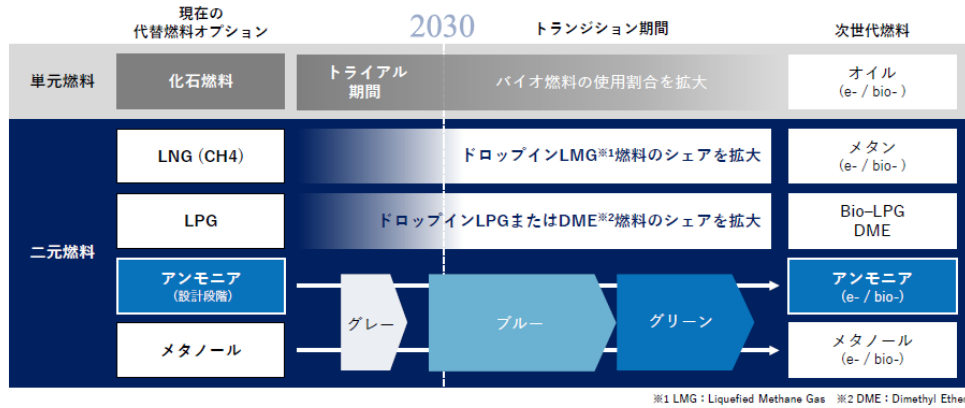 現在の
代替燃料オプション
2030
トランジション期間
次世代燃料
単元燃料
化石燃料
トライアル
期間
バイオ燃料の使用割合を拡大
オイル
(e- / bio- )
二元燃料
LNG (CH4)
ドロップインLMG※1燃料のシェアを拡大
メタン
(e- / bio- )
LPG
ドロップインLPGまたはDME※2燃料のシェアを拡大
Bio–LPG
DME
アンモニア
(設計段階)
グレー
ブルー
グリーン
アンモニア
(e- / bio-)
メタノール
メタノール
(e- / bio-)
※1 LMG：Liquefied Methane Gas ※2 DME：Dimethyl Ether